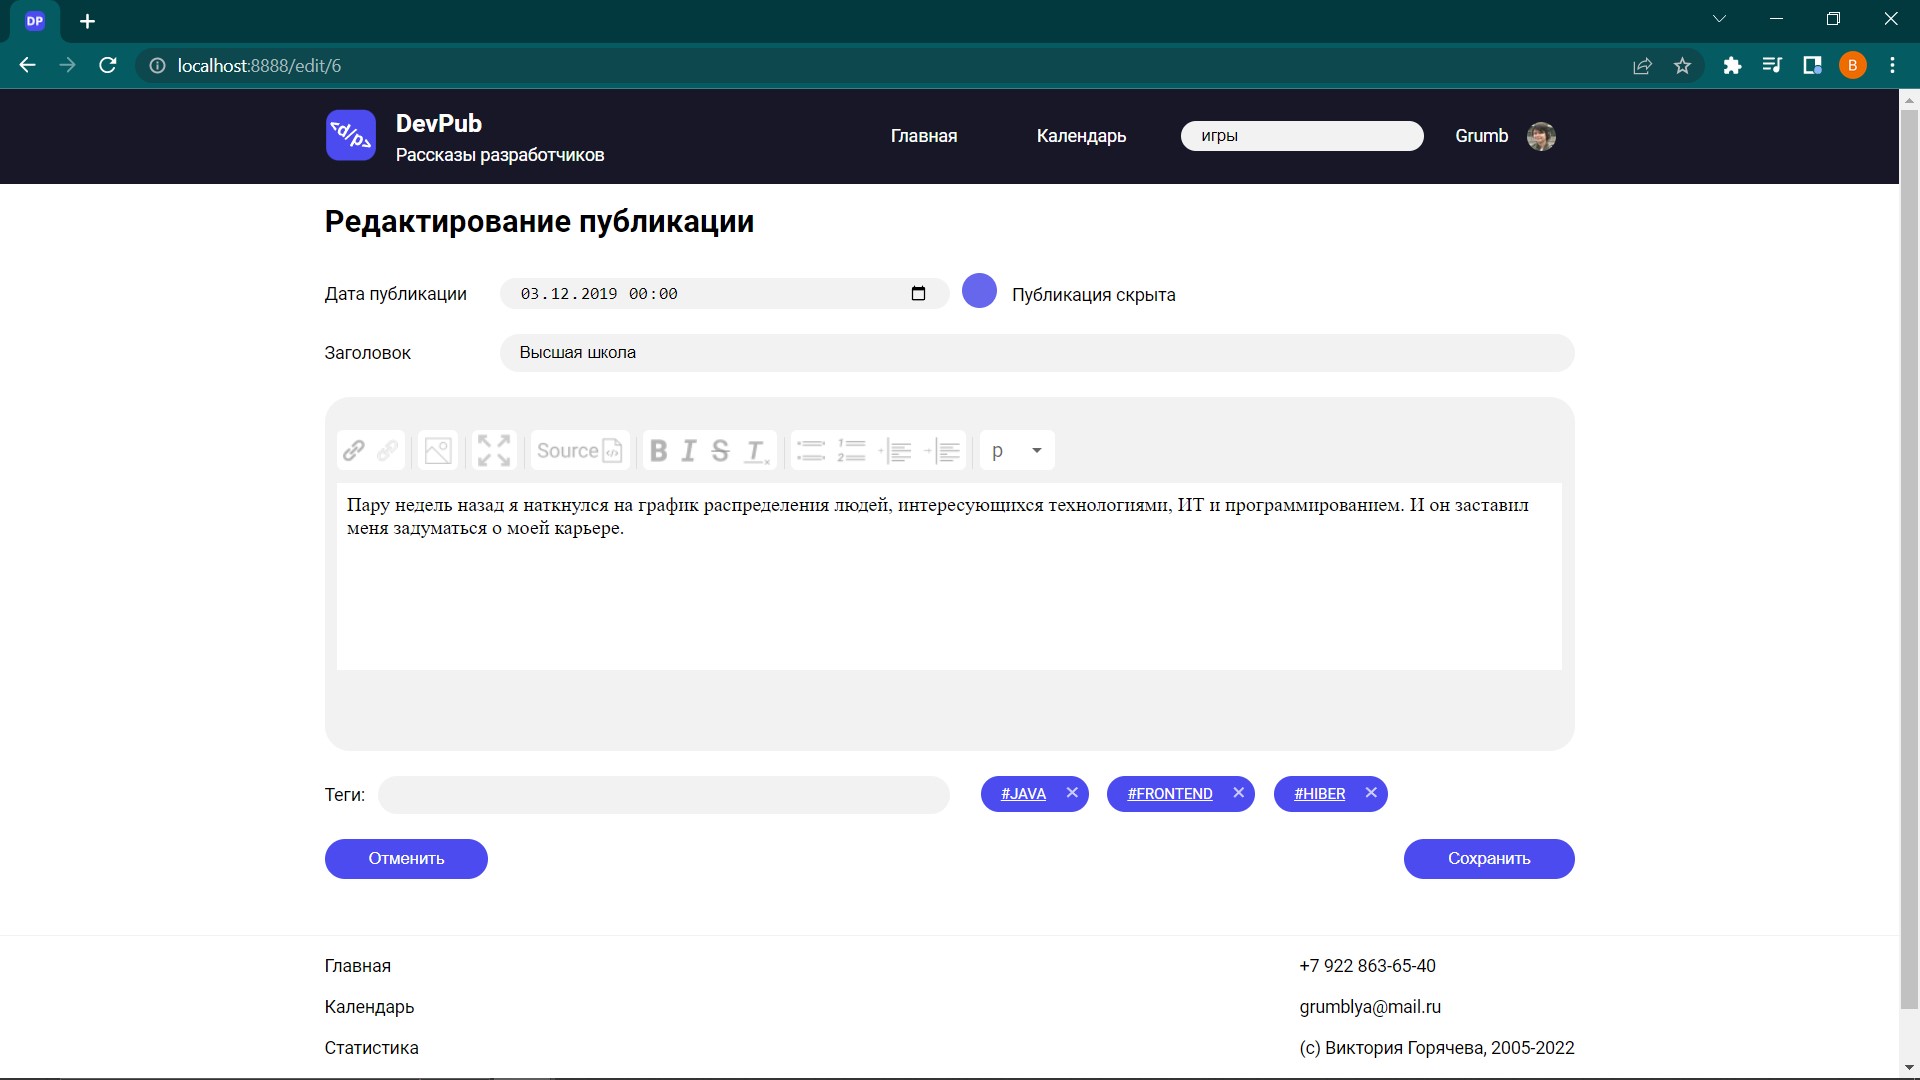 DP
localhost:8888/edit/6
B
<d/p>
DevPub
Рассказы разработчиков
Главная
Календарь
игры
Grumb
Редактирование публикации
Дата публикации
03.12.2019 00:00
Публикация скрыта
Заголовок
Высшая школа
Source
B I S T
p
Пару недель назад я наткнулся на график распределения людей, интересующихся технологиями, ИТ и программированием. И он заставил
меня задуматься о моей карьере.
Теги:
#JAVA
#FRONTEND
#HIBER
Отменить
Сохранить
Главная
+7 922 863-65-40
Календарь
grumblya@mail.ru
Статистика
(c) Виктория Горячева, 2005-2022